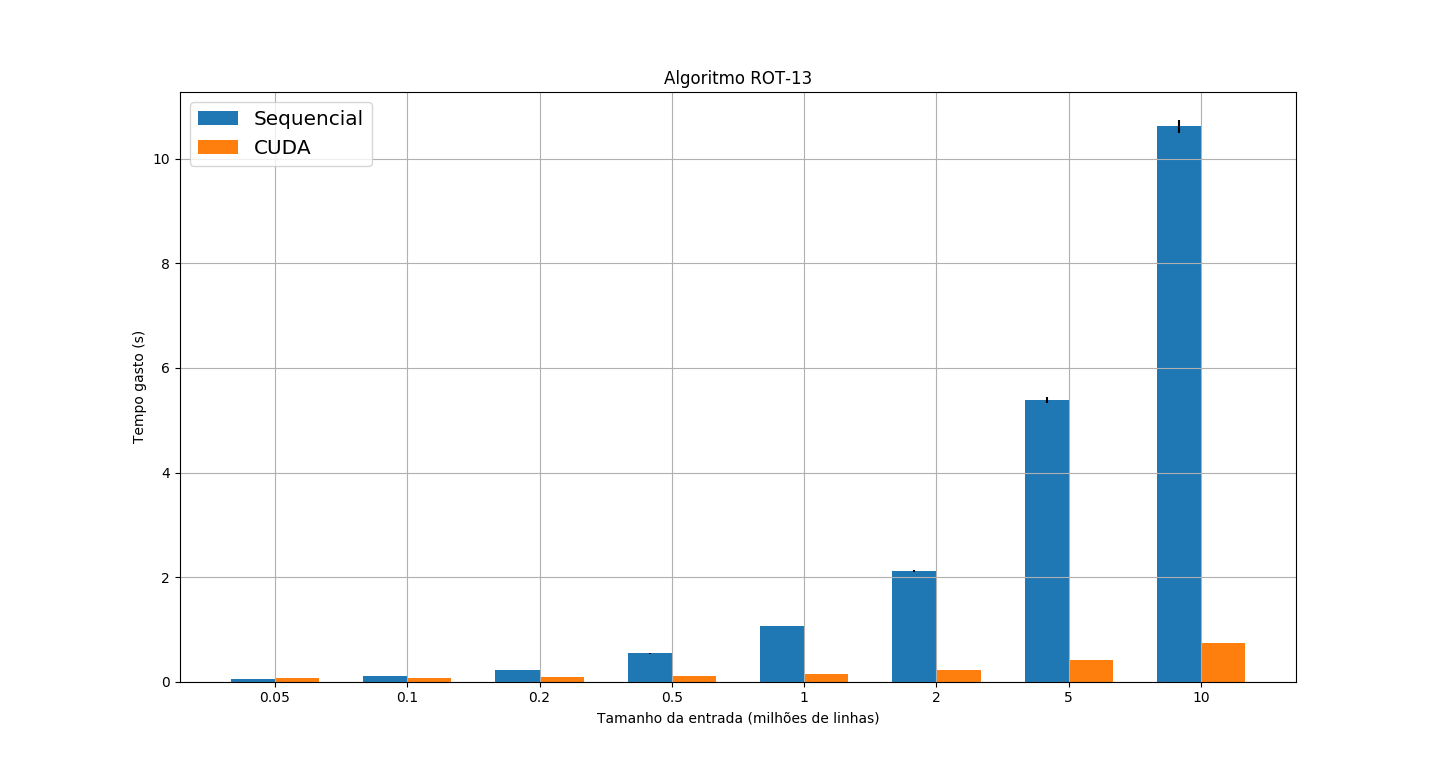 Algoritmo ROT-13
Sequencial
CUDA
10
8
6
4
2
0
Tempo gasto (s)
0.05 0.1 0.2 0.5 1 2 5 10
Tamanho da entrada (milhões de linhas)